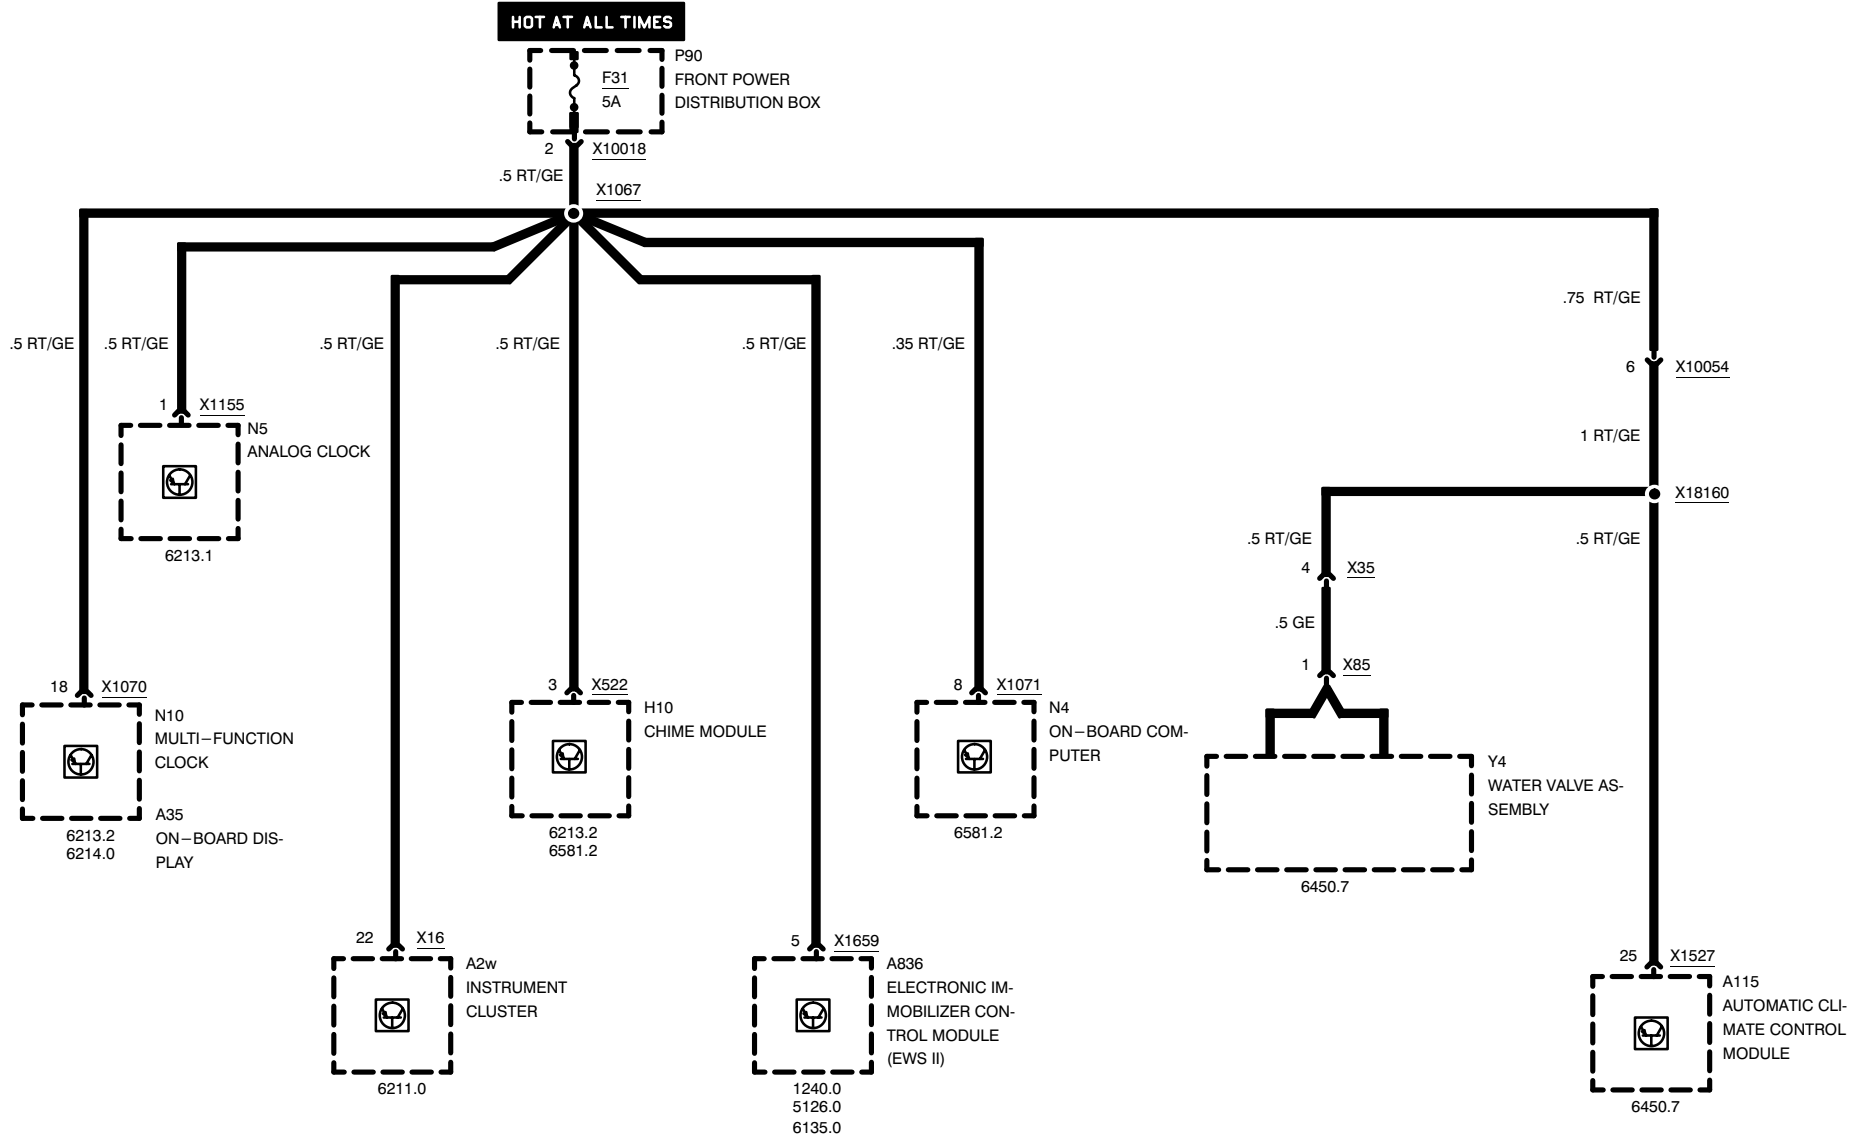 HOT AT ALL TIMES
P90
FRONT POWER
DISTRIBUTION BOX
F31
5A
2 X10018
.5 RT/GE
X1067
.75 RT/GE
.5 RT/GE
.5 RT/GE
.5 RT/GE
.5 RT/GE
.5 RT/GE
.35 RT/GE
6 X10054
1 RT/GE
X18160
1 X1155
N5
ANALOG CLOCK
6213.1
.5 RT/GE
.5 RT/GE
4 X35
.5 GE
1 X85
18 X1070
N10
MULTI–FUNCTION
CLOCK
A35
ON–BOARD DIS-
PLAY
6213.2
6214.0
3 X522
H10
CHIME MODULE
6213.2
6581.2
8 X1071
N4
ON–BOARD COM-
PUTER
6581.2
Y4
WATER VALVE AS-
SEMBLY
6450.7
22 X16
A2w
INSTRUMENT
CLUSTER
6211.0
5 X1659
A836
ELECTRONIC IM-
MOBILIZER CON-
TROL MODULE
(EWS II)
1240.0
5126.0
6135.0
25 X1527
A115
AUTOMATIC CLI-
MATE CONTROL
MODULE
6450.7